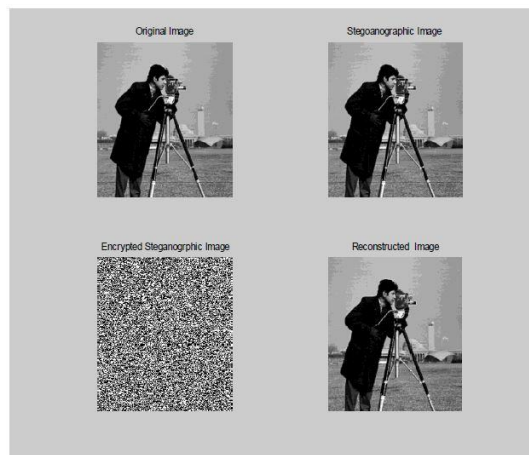 Original Image
Stegoanographic Image
Encrypted Steganogrphic Image
Reconstructed Image